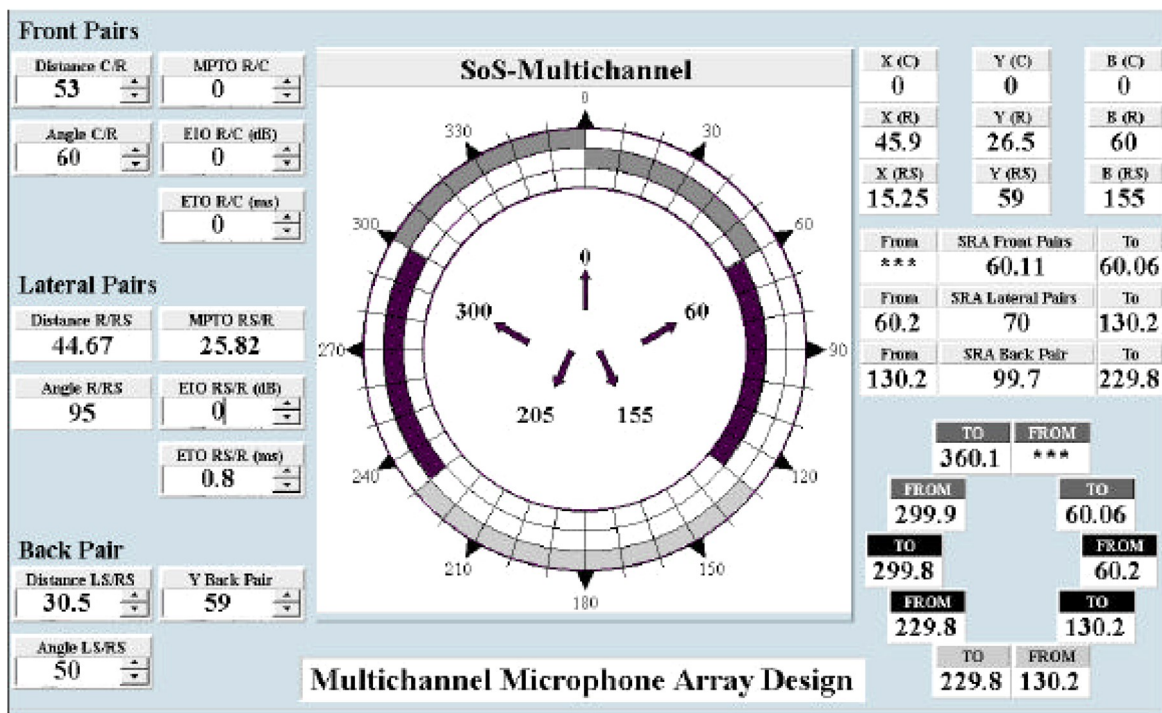 Front Pairs
Distance C/R
53
MPTO R/C
0
Angle C/R
60
EIO R/C (dB)
0
ETO R/C (ms)
0
Lateral Pairs
Distance R/RS
44.67
MPTO RS/R
25.82
Angle R/RS
95
EIO RS/R (dB)
0
ETO RS/R (ms)
0.8
Back Pair
Distance LS/RS
30.5
Y Back Pair
59
Angle LS/RS
50
SoS-Multichannel
0
30
60
90
120
150
180
210
240
270
300
330
0
60
155
205
300
Multichannel Microphone Array Design
X (C) Y (C) B (C)
0 0 0
X (R) Y (R) B (R)
45.9 26.5 60
X (RS) Y (RS) B (RS)
15.25 59 155
From SRA Front Pairs To
*** 60.11 60.06
From SRA Lateral Pairs To
60.2 70 130.2
From SRA Back Pair To
130.2 99.7 229.8
TO FROM
360.1 ***
FROM TO
299.9 60.06
TO FROM
299.8 60.2
FROM TO
229.8 130.2
TO FROM
229.8 130.2